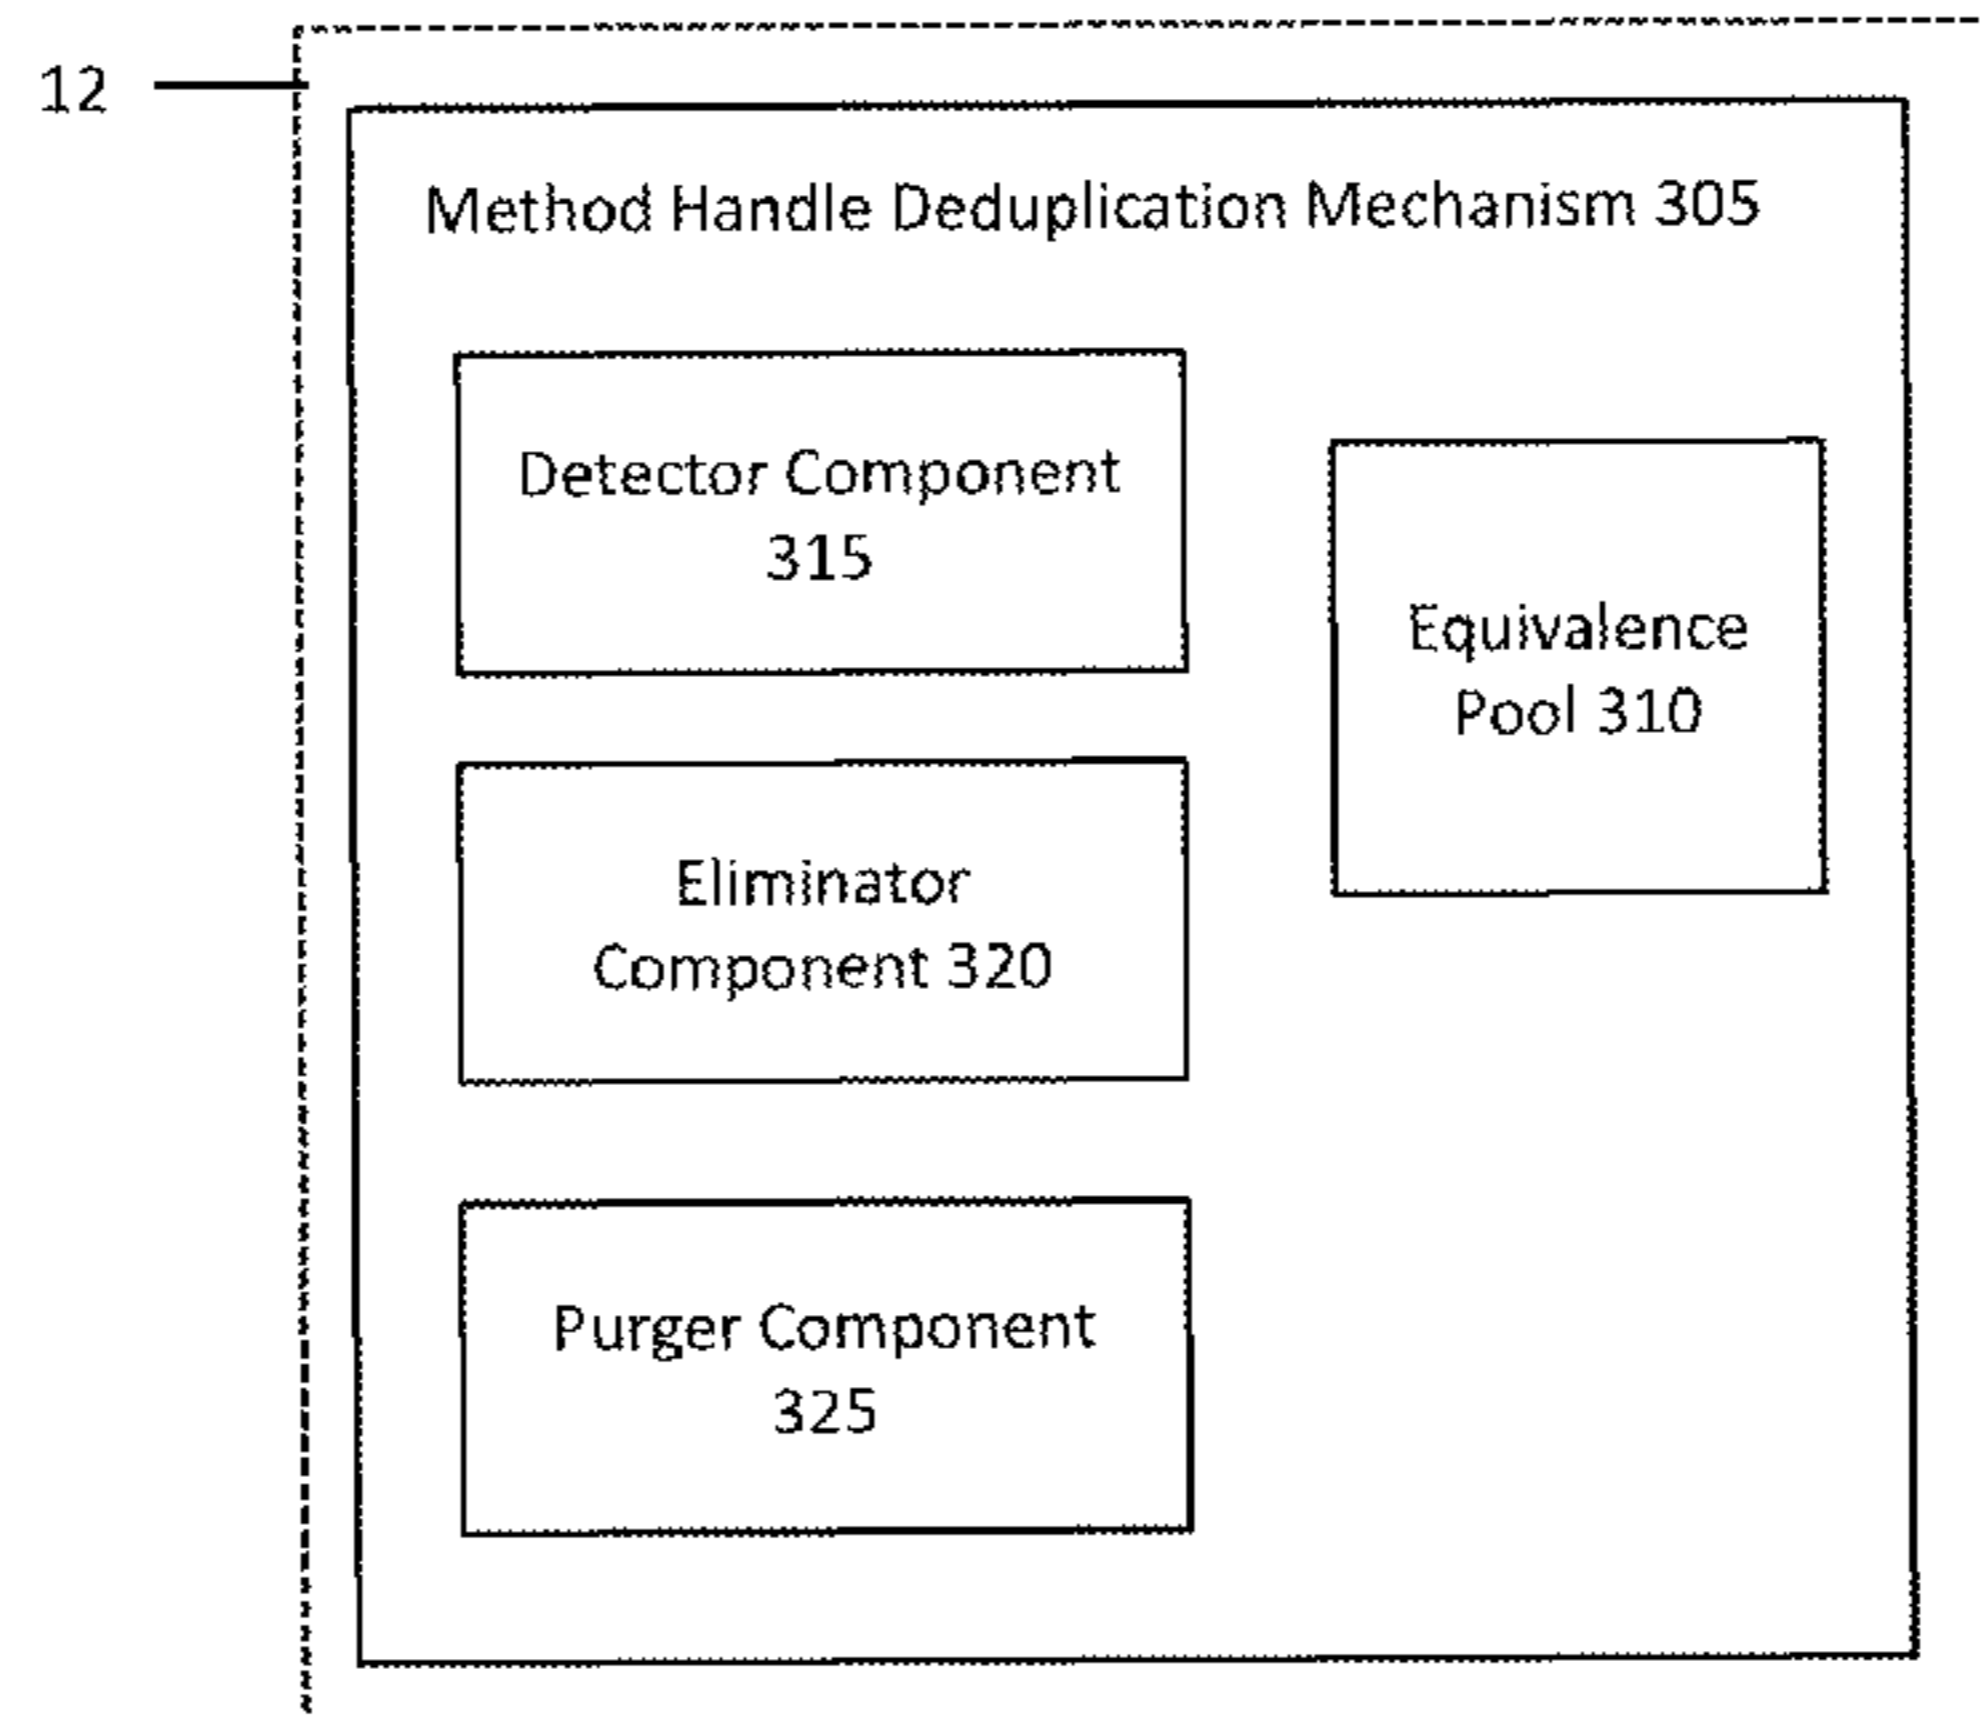 12
Method Handle Deduplication Mechanism 305
Detector Component
315
Equivalence
Pool 310
Eliminator
Component 320
Purger Component
325